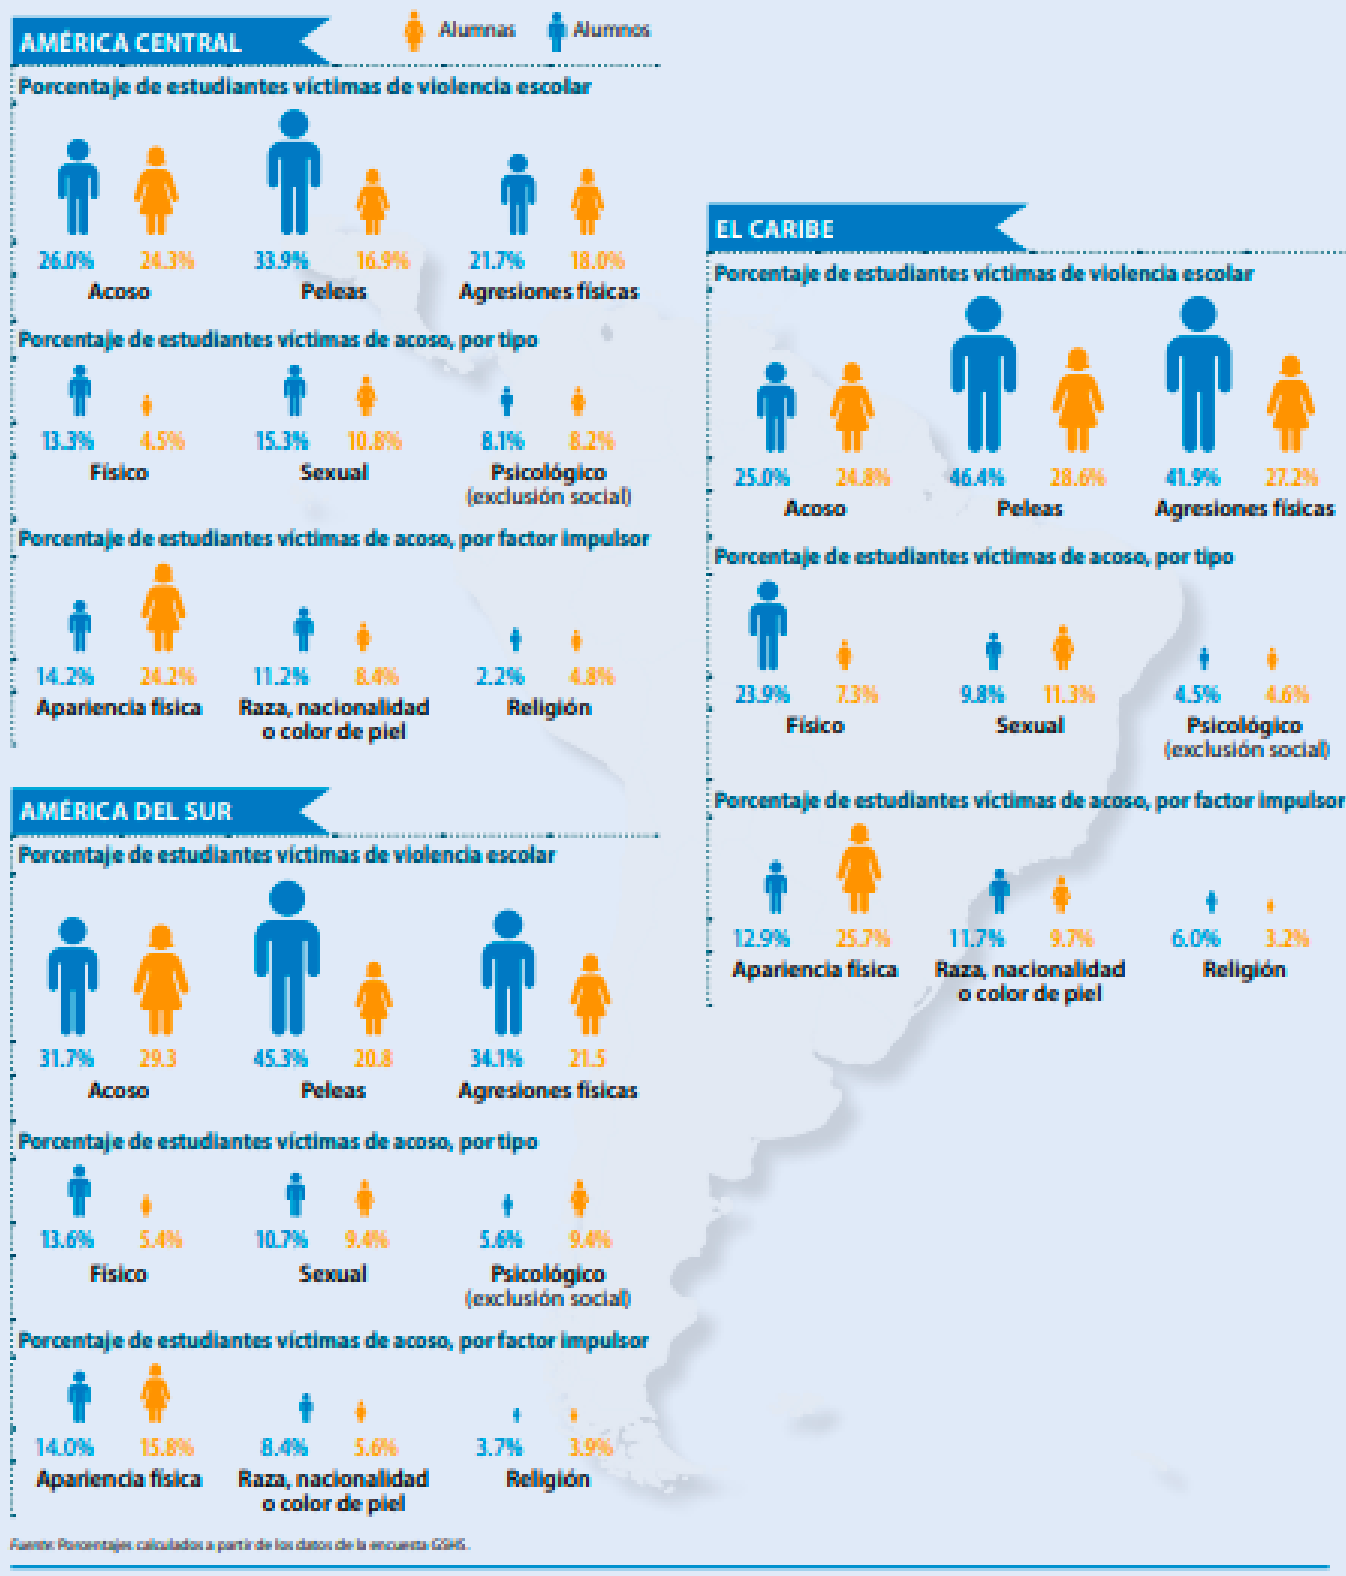 Alumnas Alumnos
AMÉRICA CENTRAL
Porcentaje de estudiantes víctimas de violencia escolar
26.0% 24.3% 33.9% 16.9% 21.7% 18.0%
Acoso Peleas Agresiones físicas
Porcentaje de estudiantes víctimas de acoso, por tipo
13.3% 4.5% 15.3% 10.8% 8.1% 8.2%
Físico Sexual Psicológico
(exclusión social)
Porcentaje de estudiantes víctimas de acoso, por factor impulsor
14.2% 24.2% 11.2% 8.4% 2.2% 4.8%
Apariencia física Raza, nacionalidad Religión
o color de piel
AMÉRICA DEL SUR
Porcentaje de estudiantes víctimas de violencia escolar
31.7% 29.3 45.3% 20.8 34.1% 21.5
Acoso Peleas Agresiones físicas
Porcentaje de estudiantes víctimas de acoso, por tipo
13.6% 5.4% 10.7% 9.4% 5.6% 9.4%
Físico Sexual Psicológico
(exclusión social)
Porcentaje de estudiantes víctimas de acoso, por factor impulsor
14.0% 15.8% 8.4% 5.6% 3.7% 3.9%
Apariencia física Raza, nacionalidad Religión
o color de piel
EL CARIBE
Porcentaje de estudiantes víctimas de violencia escolar
25.0% 24.8% 46.4% 28.6% 41.9% 27.2%
Acoso Peleas Agresiones físicas
Porcentaje de estudiantes víctimas de acoso, por tipo
23.9% 7.3% 9.8% 11.3% 4.5% 4.6%
Físico Sexual Psicológico
(exclusión social)
Porcentaje de estudiantes víctimas de acoso, por factor impulsor
12.9% 25.7% 11.7% 9.7% 6.0% 3.2%
Apariencia física Raza, nacionalidad Religión
o color de piel
Fuente: Porcentajes calculados a partir de los datos de la encuesta GSHS.